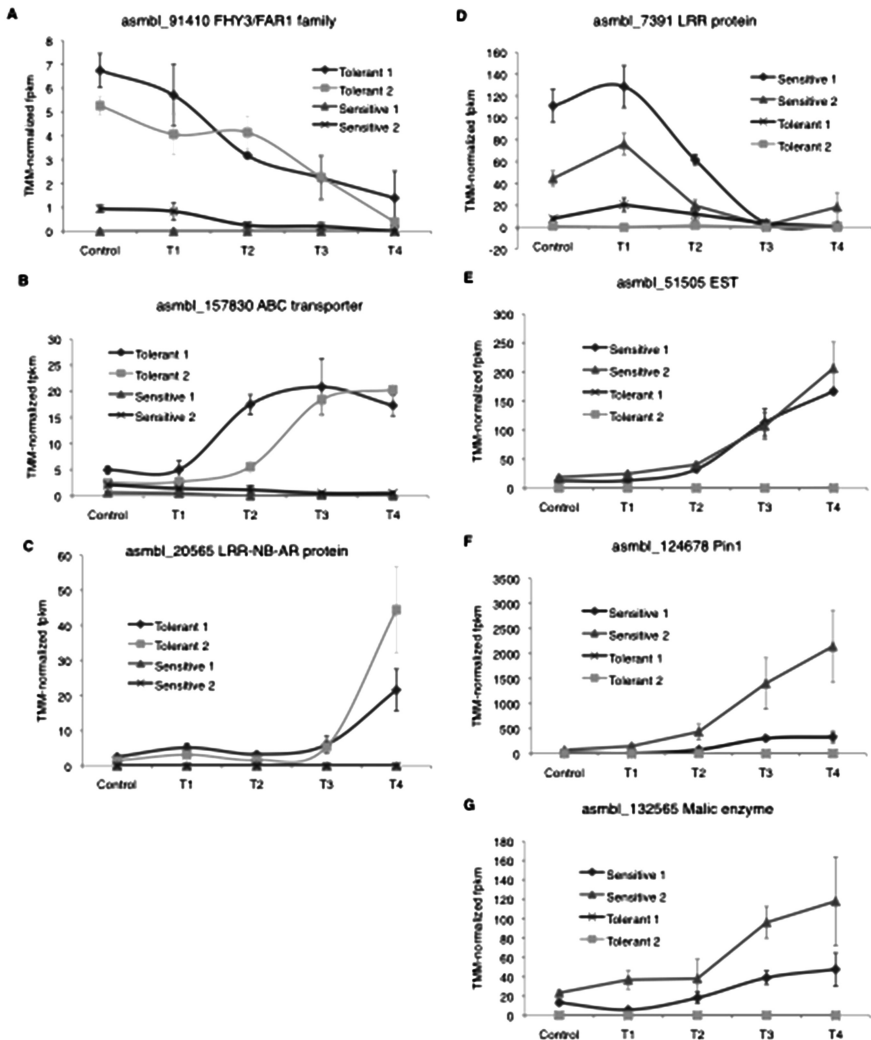 A
asmbl_91410 FHY3/FAR1 family
TMM-normalized fpkm
8
7
6
5
4
3
2
1
0
Control T1 T2 T3 T4
Tolerant 1
Tolerant 2
Sensitive 1
Sensitive 2
B
asmbl_157830 ABC transporter
TMM-normalized fpkm
30
25
20
15
10
5
0
Control T1 T2 T3 T4
Tolerant 1
Tolerant 2
Sensitive 1
Sensitive 2
C
asmbl_20565 LRR-NB-AR protein
TMM-normalized fpkm
60
50
40
30
20
10
0
Control T1 T2 T3 T4
Tolerant 1
Tolerant 2
Sensitive 1
Sensitive 2
D
asmbl_7391 LRR protein
TMM-normalized fpkm
160
140
120
100
80
60
40
20
0
-20
Control T1 T2 T3 T4
Sensitive 1
Sensitive 2
Tolerant 1
Tolerant 2
E
asmbl_51505 EST
TMM-normalized fpkm
300
250
200
150
100
50
0
Control T1 T2 T3 T4
Sensitive 1
Sensitive 2
Tolerant 1
Tolerant 2
F
asmbl_124678 Pin1
TMM-normalized fpkm
3500
3000
2500
2000
1500
1000
500
0
Control T1 T2 T3 T4
Sensitive 1
Sensitive 2
Tolerant 1
Tolerant 2
G
asmbl_132565 Malic enzyme
TMM-normalized fpkm
180
160
140
120
100
80
60
40
20
0
Control T1 T2 T3 T4
Sensitive 1
Sensitive 2
Tolerant 1
Tolerant 2